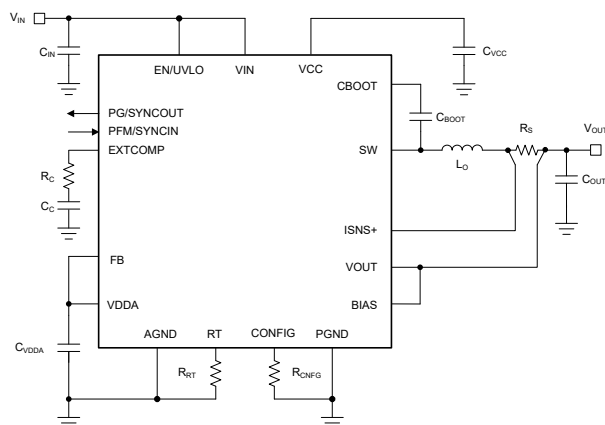 VIN
CIN
EN/UVLO
VIN
VCC
CVCC
CBOOT
CBOOT
PG/SYNCOUT
PFM/SYNCIN
EXTCOMP
SW
LO
RS
VOUT
COUT
RC
CC
ISNS+
FB
VOUT
VDDA
BIAS
CVDDA
AGND
RT
CONFIG
PGND
RRT
RCNFG